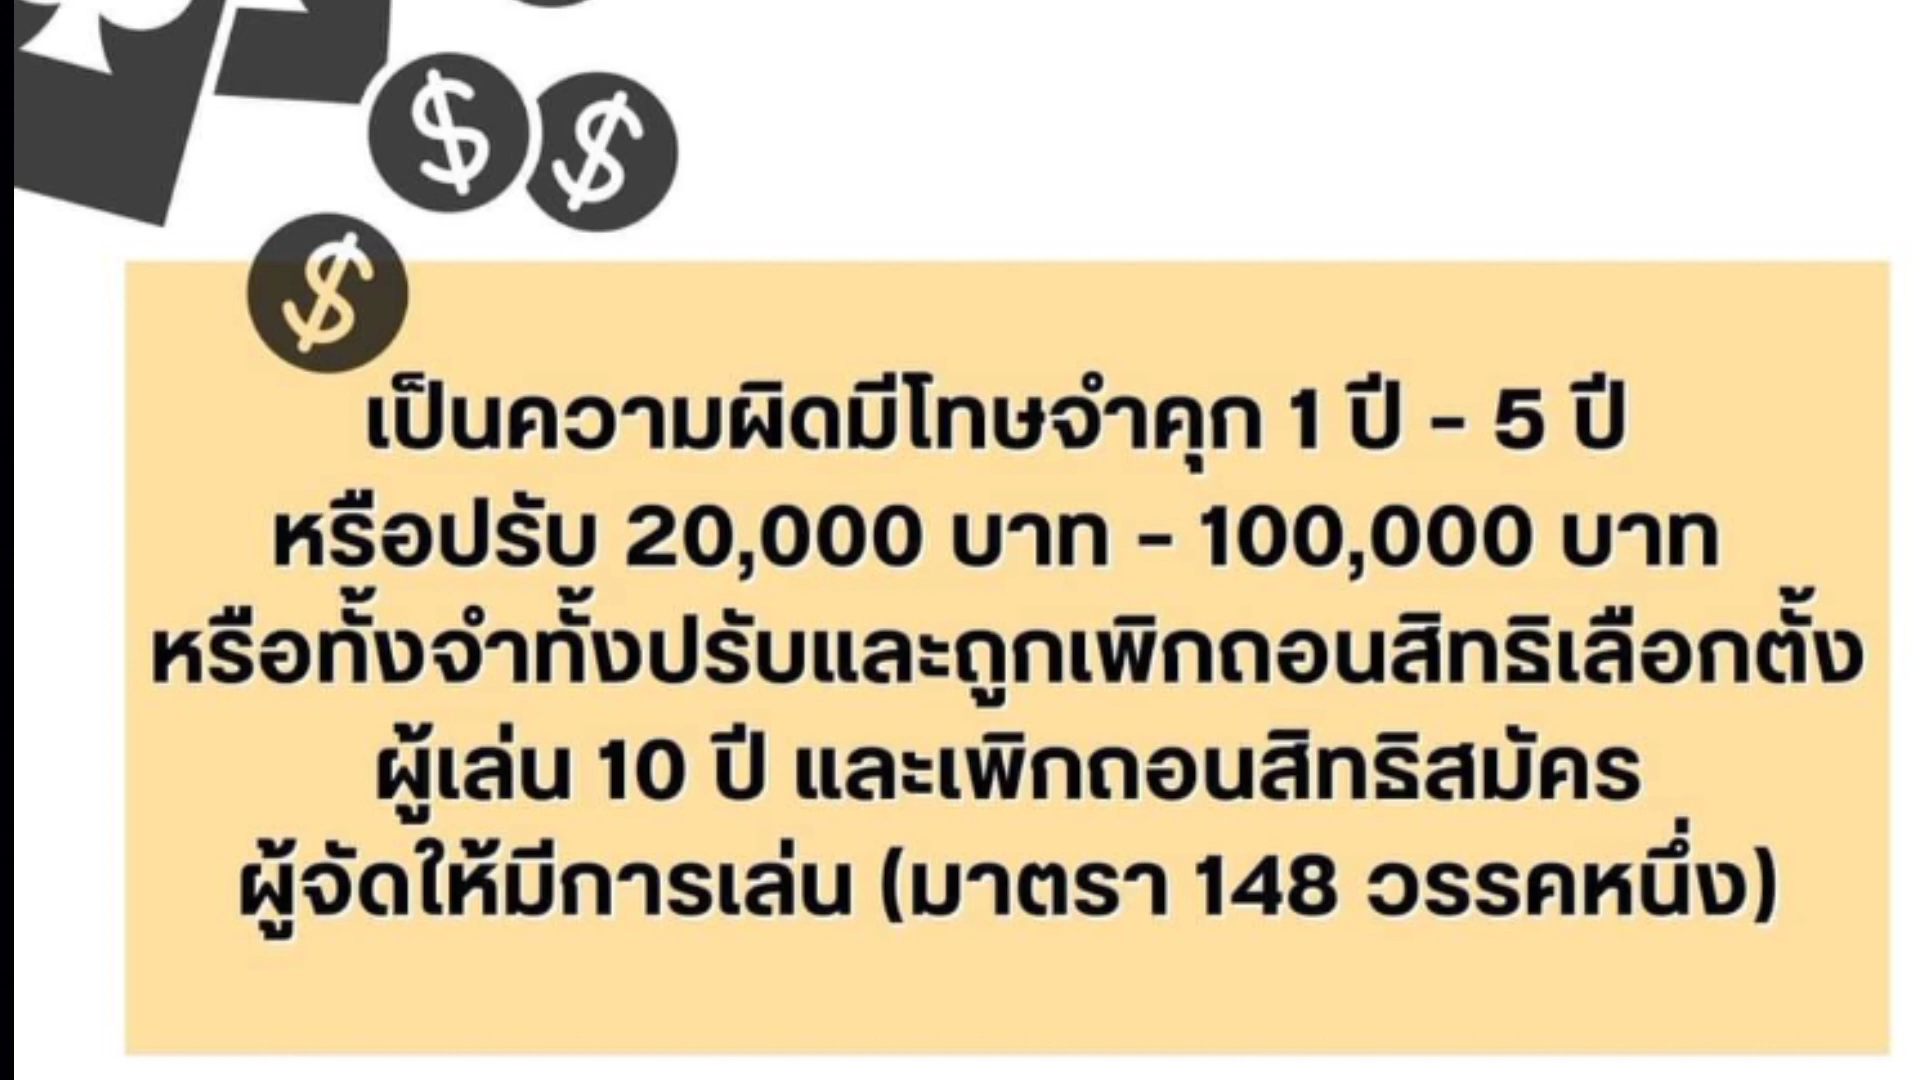 เป็นความผิดมีโทษจำคุก 1 ปี - 5 ปี
หรือปรับ 20,000 บาท - 100,000 บาท
หรือทั้งจำทั้งปรับและถูกเพิกถอนสิทธิเลือกตั้ง
ผู้เล่น 10 ปี และเพิกถอนสิทธิสมัคร
ผู้จัดให้มีการเล่น (มาตรา 148 วรรคหนึ่ง)